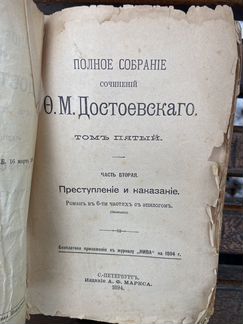 ПОЛНОЕ СОБРАНІЕ
СОЧИНЕНІЙ
Ѳ. М. Достоевскаго.
ТОМЪ ПЯТЫЙ.
ЧАСТЬ ВТОРАЯ.
Преступленіе и наказаніе.
Романъ въ 6-ти частяхъ съ эпилогомъ.
Безплатное приложеніе къ журналу „НИВА" на 1894 г.
С.-ПЕТЕРБУРГЪ.
Изданіе А. Ф. МАРКСА.
1894.